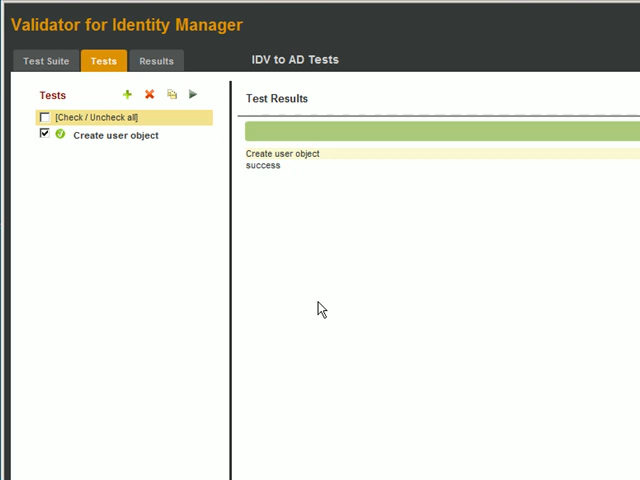 Validator for Identity Manager
Test Suite Tests Results IDV to AD Tests
Tests
[Check / Uncheck all]
Create user object
Test Results
Create user object
success